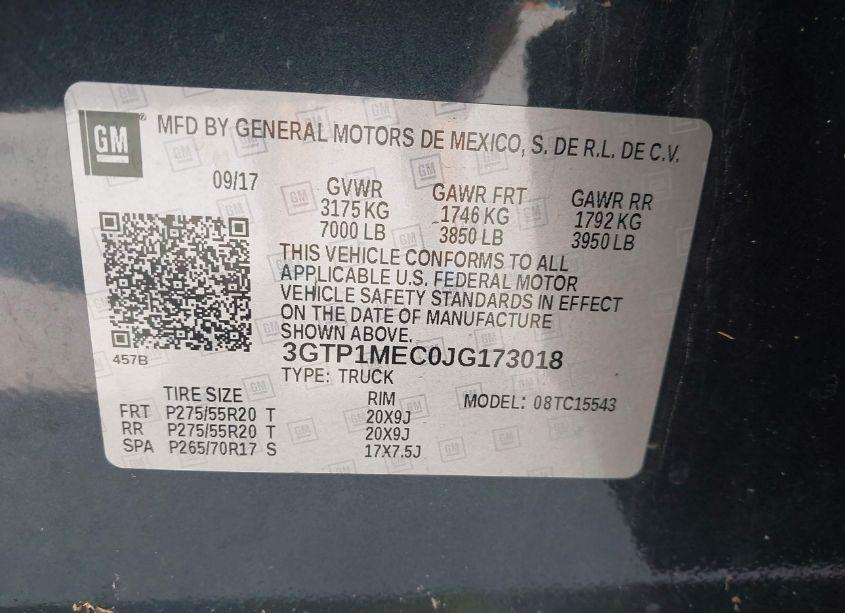 GM MFD BY GENERAL MOTORS DE MEXICO, S. DE R.L. DE C.V.
09/17
GVWR GAWR FRT GAWR RR
3175 KG 1746 KG 1792 KG
7000 LB 3850 LB 3950 LB
THIS VEHICLE CONFORMS TO ALL
APPLICABLE U.S. FEDERAL MOTOR
VEHICLE SAFETY STANDARDS IN EFFECT
ON THE DATE OF MANUFACTURE
SHOWN ABOVE.
457B
3GTP1MEC0JG173018
TYPE: TRUCK
TIRE SIZE RIM MODEL: 08TC15543
FRT P275/55R20 T 20X9J
RR P275/55R20 T 20X9J
SPA P265/70R17 S 17X7.5J